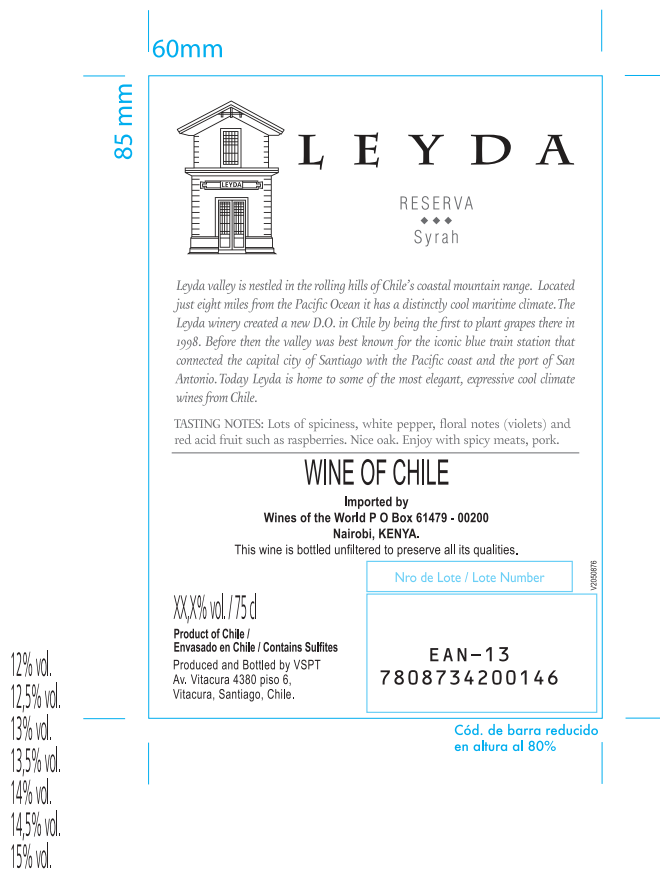 60mm
85 mm
LEYDA
LEYDA
RESERVA
Syrah
Leyda valley is nestled in the rolling hills of Chile's coastal mountain range. Located
just eight miles from the Pacific Ocean it has a distinctly cool maritime climate. The
Leyda winery created a new D.O. in Chile by being the first to plant grapes there in
1998. Before then the valley was best known for the iconic blue train station that
connected the capital city of Santiago with the Pacific coast and the port of San
Antonio. Today Leyda is home to some of the most elegant, expressive cool climate
wines from Chile.
TASTING NOTES: Lots of spiciness, white pepper, floral notes (violets) and
red acid fruit such as raspberries. Nice oak. Enjoy with spicy meats, pork.
WINE OF CHILE
Imported by
Wines of the World P O Box 61479 - 00200
Nairobi, KENYA.
This wine is bottled unfiltered to preserve all its qualities.
Nro de Lote / Lote Number
V2050876
XX,X% vol. / 75 cl
Product of Chile /
Envasado en Chile / Contains Sulfites
Produced and Bottled by VSPT
Av. Vitacura 4380 piso 6,
Vitacura, Santiago, Chile.
EAN-13
7808734200146
Cód. de barra reducido
en altura al 80%
12% vol.
12,5% vol.
13% vol.
13,5% vol.
14% vol.
14,5% vol.
15% vol.